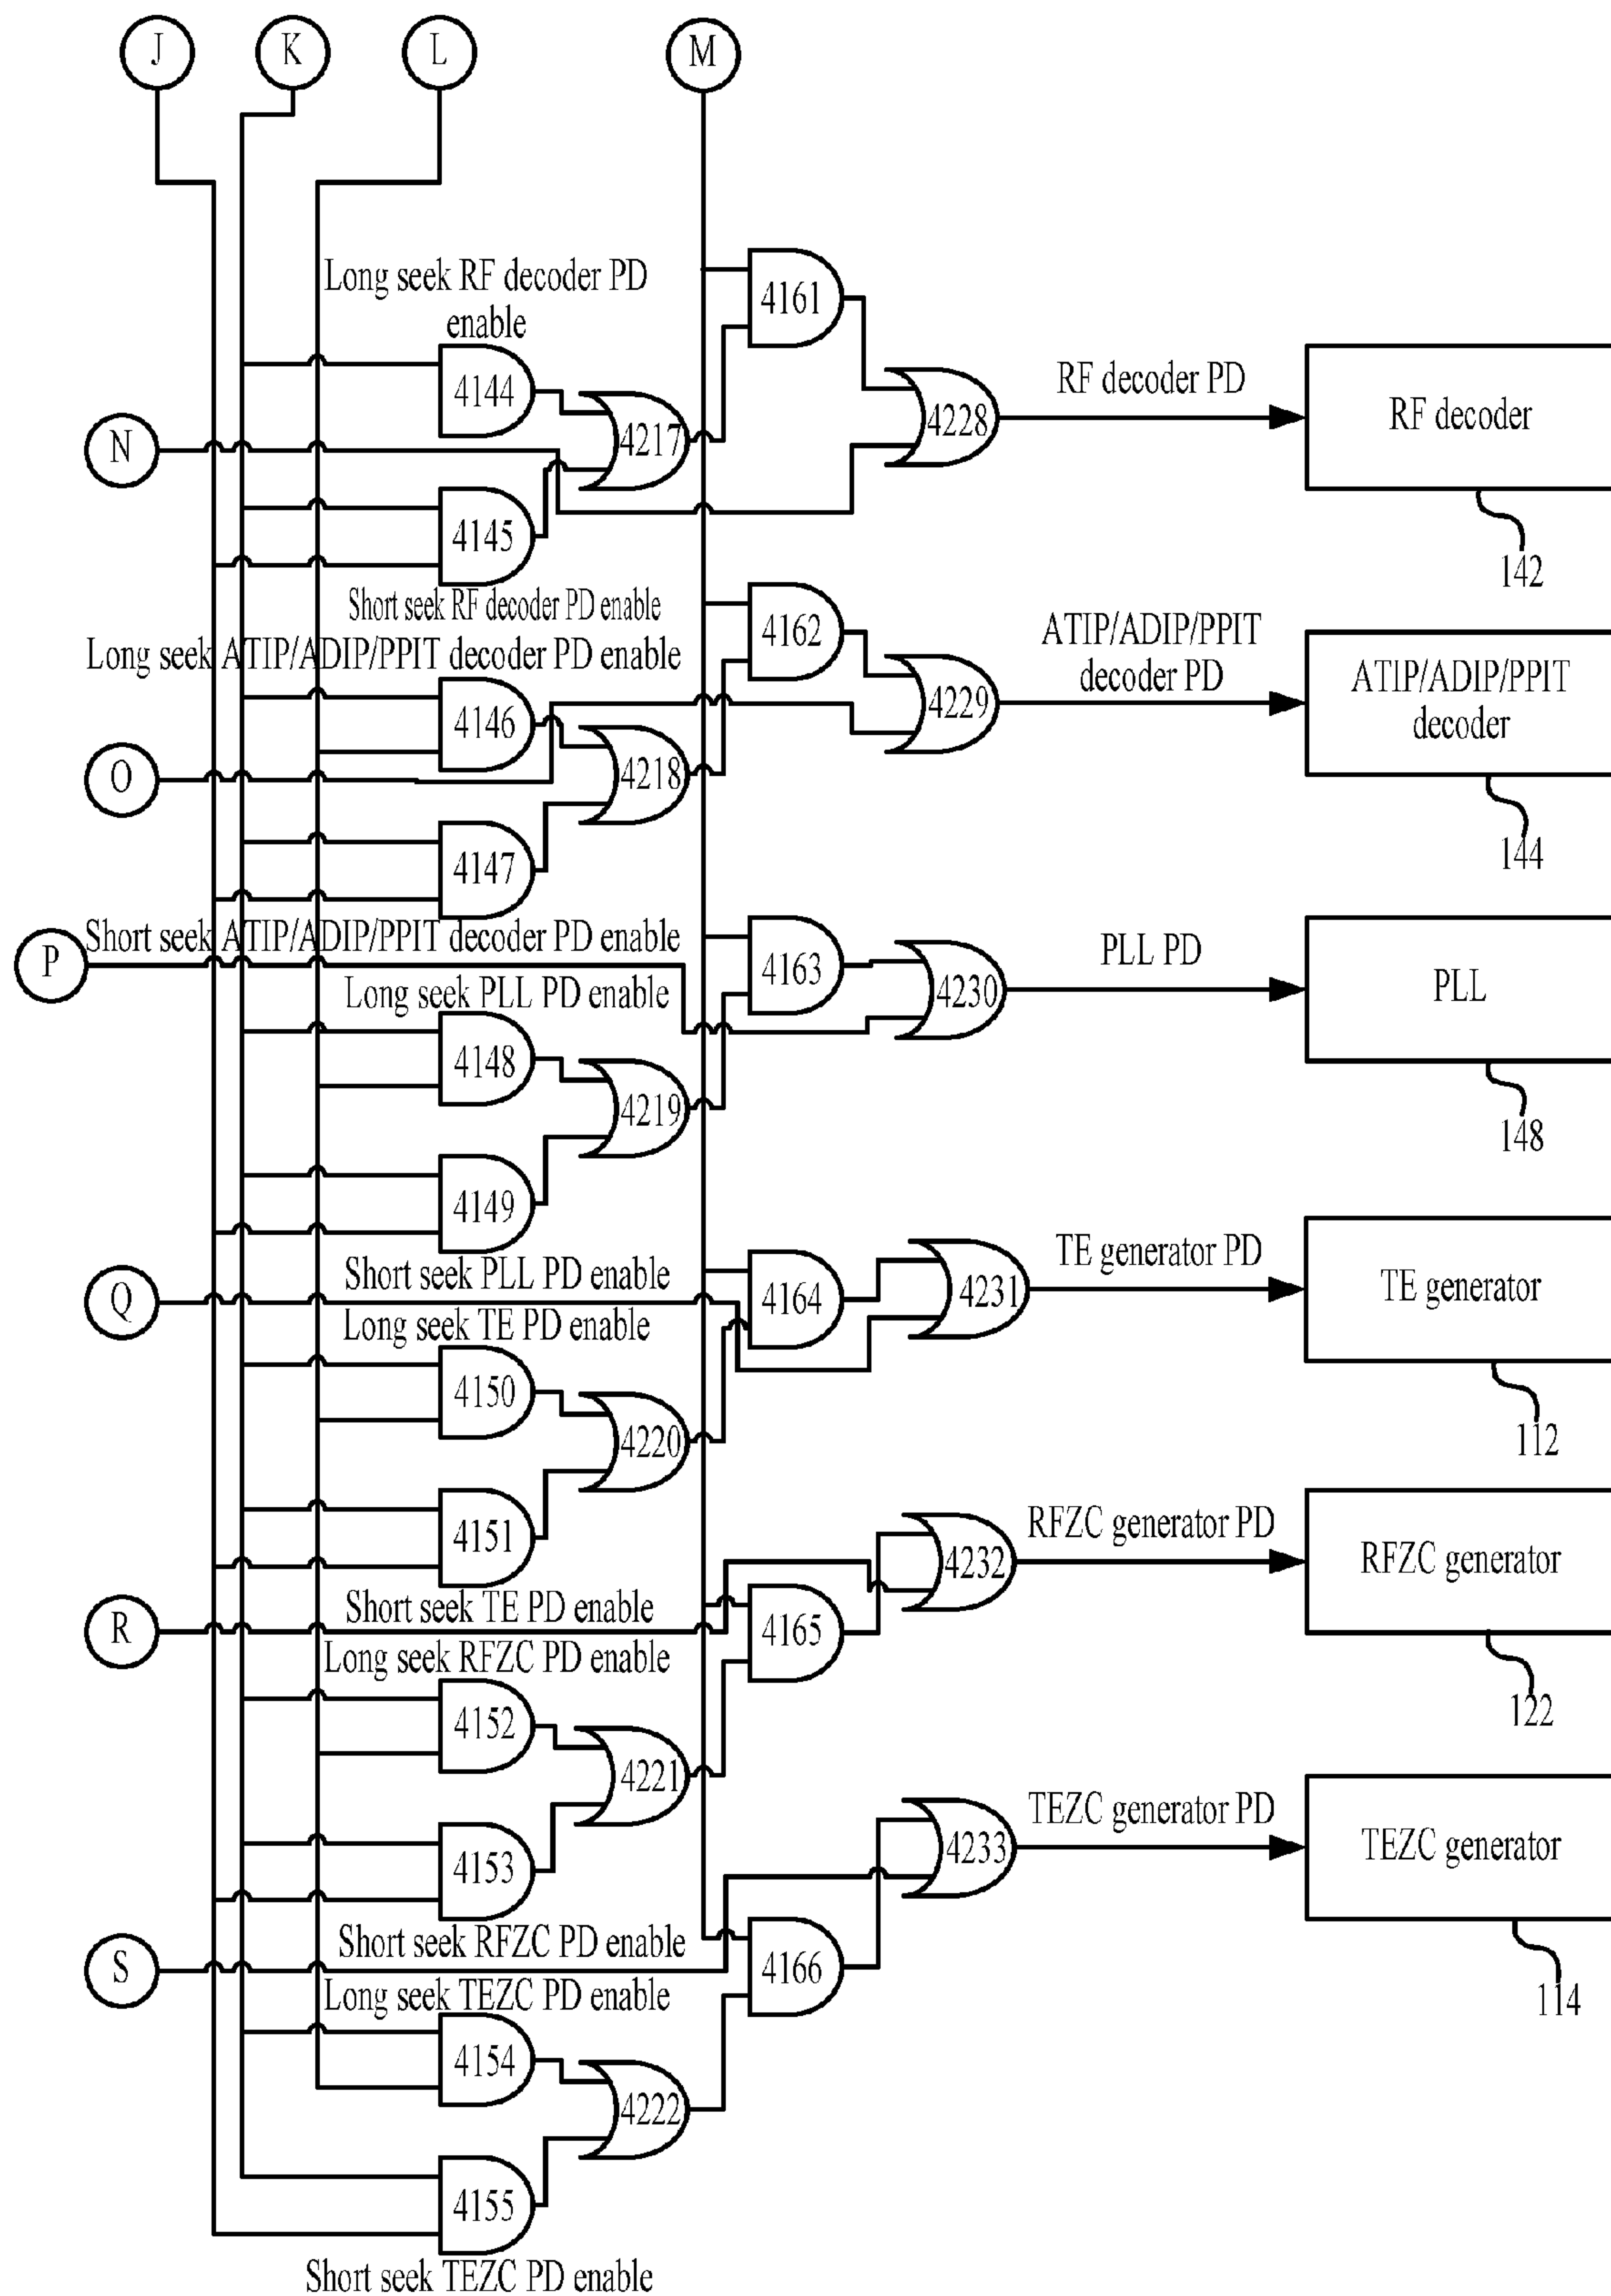 J
K
L
M
Long seek RF decoder PD
enable
4161
4144
4217
4228
RF decoder PD
RF decoder
N
4145
142
Short seek RF decoder PD enable
4162
Long seek ATIP/ADIP/PPIT decoder PD enable
ATIP/ADIP/PPIT
decoder PD
ATIP/ADIP/PPIT
decoder
4146
4229
O
4218
4147
144
Short seek ATIP/ADIP/PPIT decoder PD enable
P
4163
4230
PLL PD
PLL
Long seek PLL PD enable
4148
4219
148
4149
Short seek PLL PD enable
Q
4164
4231
TE generator PD
TE generator
Long seek TE PD enable
4150
4220
112
4151
4232
RFZC generator PD
RFZC generator
Short seek TE PD enable
R
4165
Long seek RFZC PD enable
4152
122
4221
4153
4233
TEZC generator PD
TEZC generator
Short seek RFZC PD enable
S
4166
Long seek TEZC PD enable
114
4154
4222
4155
Short seek TEZC PD enable